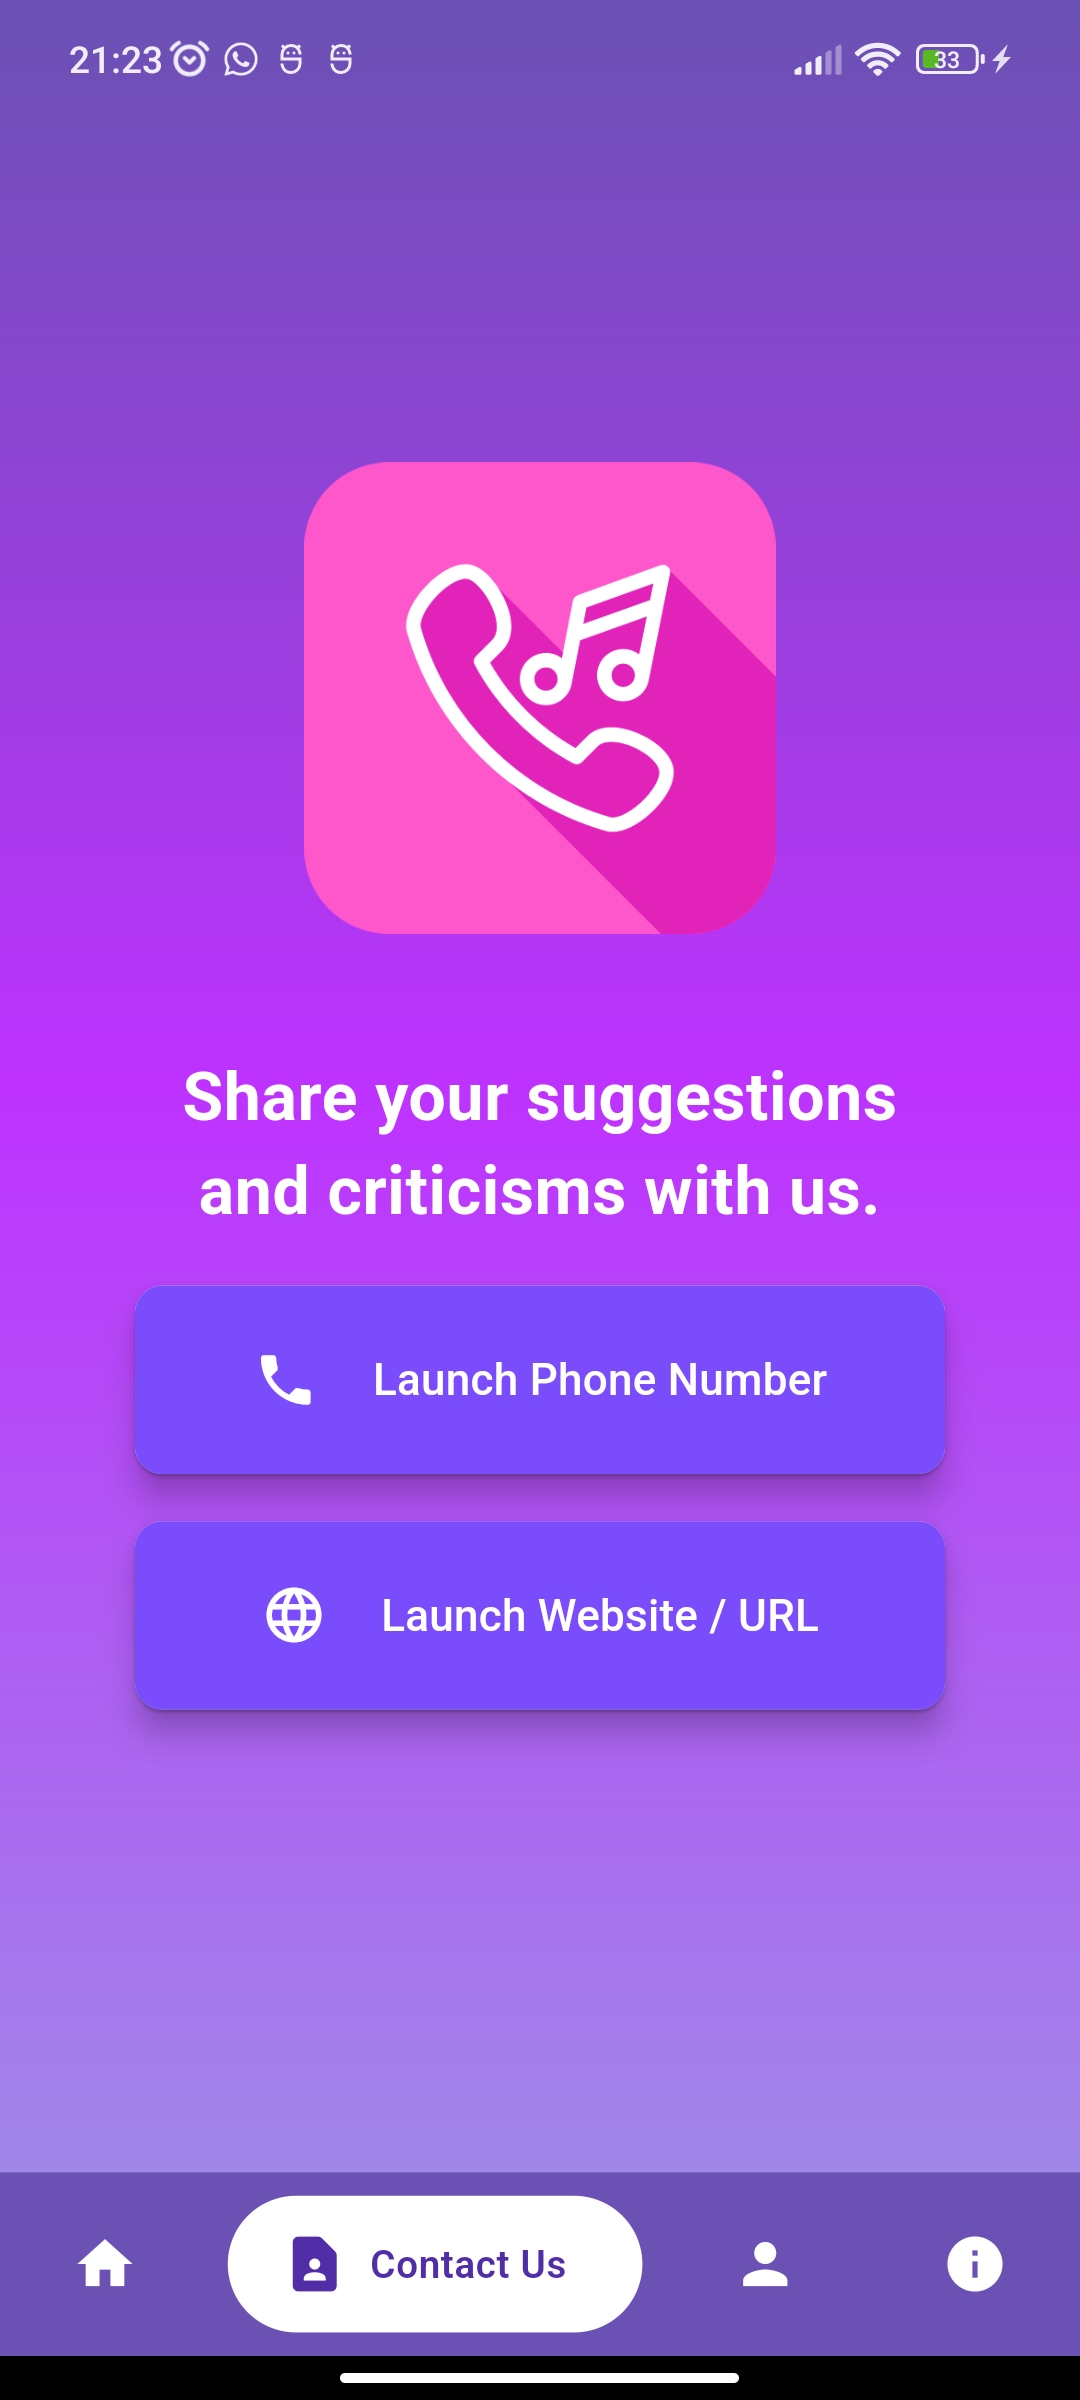 21:23
33
Share your suggestions
and criticisms with us.
Launch Phone Number
Launch Website / URL
Contact Us